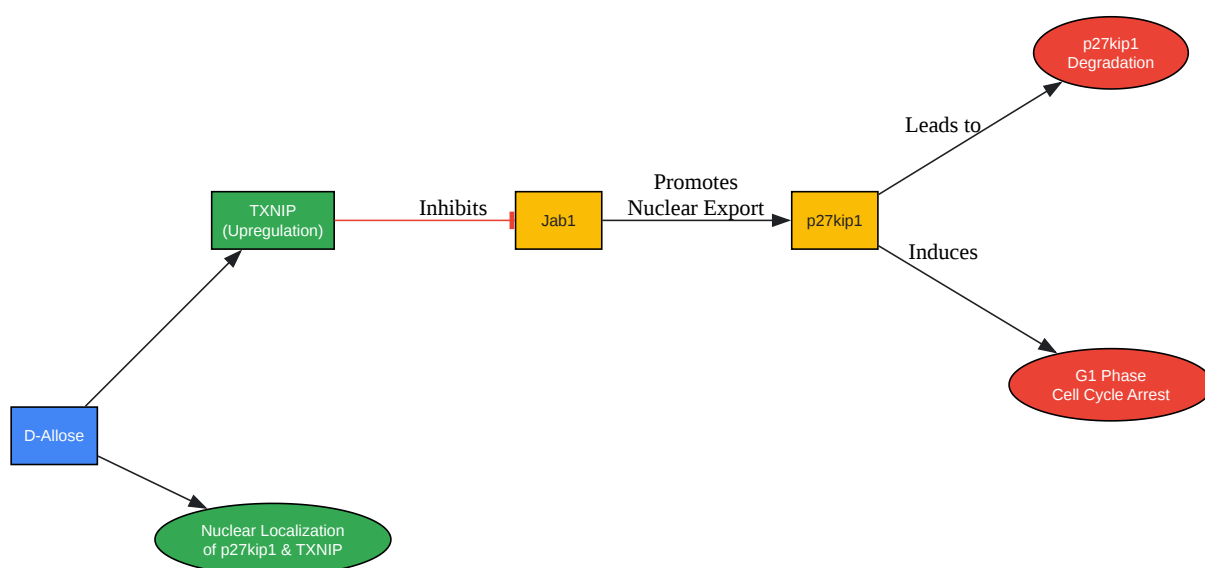 p27kip1
Degradation
Leads to
TXNIP
(Upregulation)
Inhibits
Jab1
Promotes
Nuclear Export
p27kip1
Induces
G1 Phase
Cell Cycle Arrest
D-Allose
Nuclear Localization
of p27kip1 & TXNIP